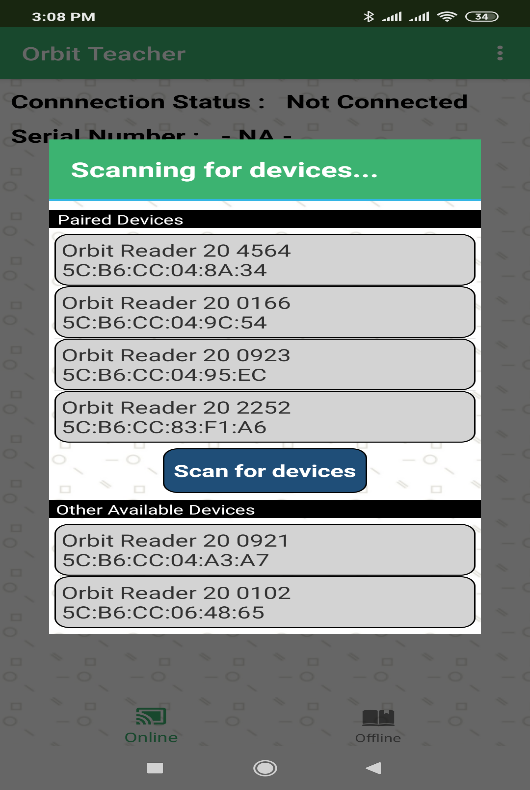 3:08 PM
34
Orbit Teacher
Connnection Status : Not Connected
Serial Number : - NA -
Scanning for devices...
Paired Devices
Orbit Reader 20 4564
5C:B6:CC:04:8A:34
Orbit Reader 20 0166
5C:B6:CC:04:9C:54
Orbit Reader 20 0923
5C:B6:CC:04:95:EC
Orbit Reader 20 2252
5C:B6:CC:83:F1:A6
Scan for devices
Other Available Devices
Orbit Reader 20 0921
5C:B6:CC:04:A3:A7
Orbit Reader 20 0102
5C:B6:CC:06:48:65
Online
Offline